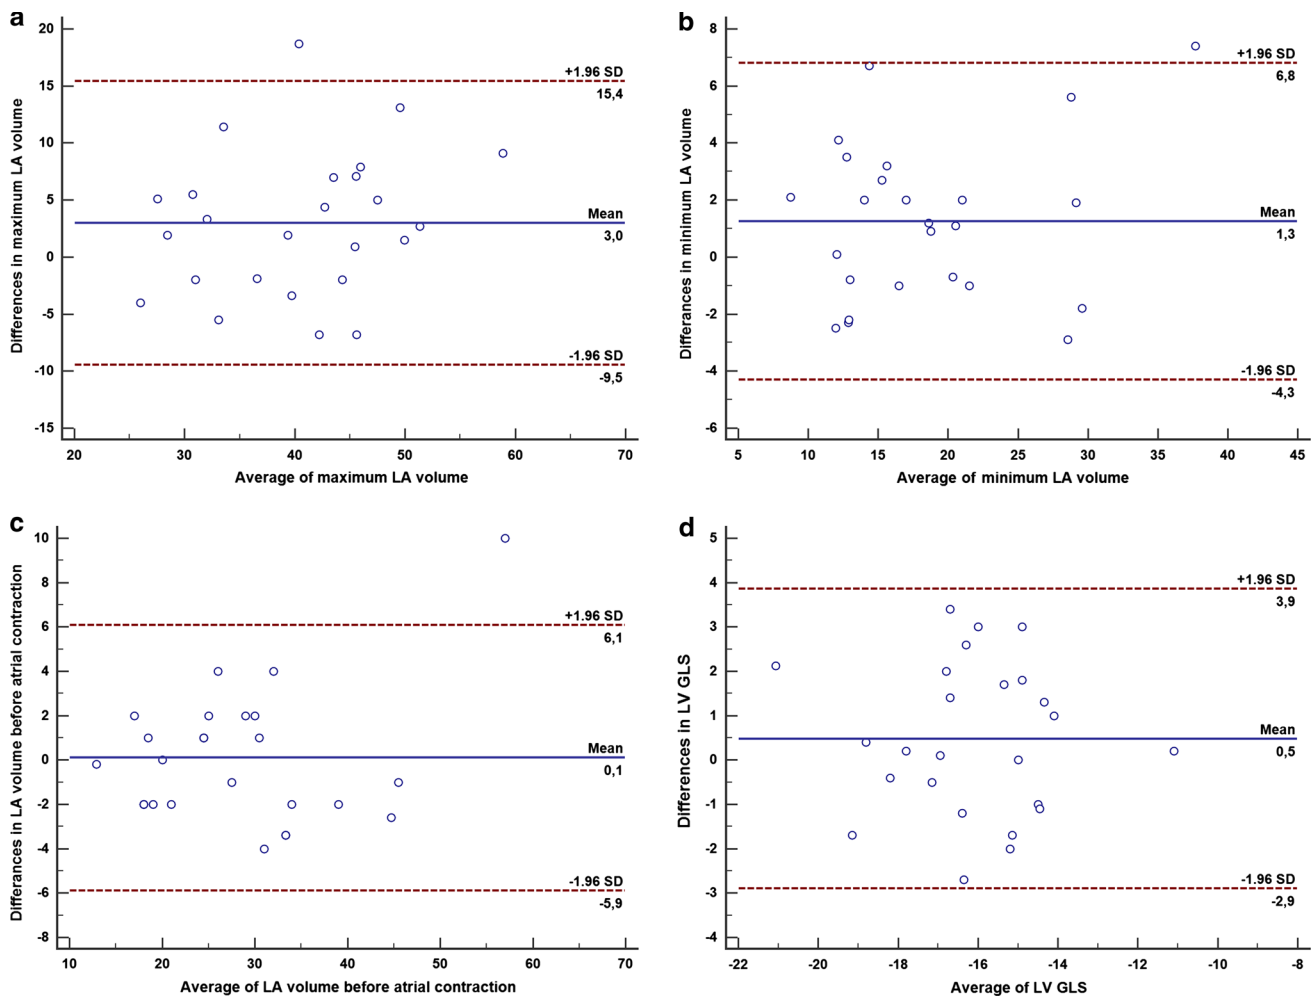 a
20
15
10
5
0
-5
-10
-15
Differences in maximum LA volume
+1.96 SD
15,4
Mean
3,0
-1.96 SD
-9,5
20 30 40 50 60 70
Average of maximum LA volume
b
8
6
4
2
0
-2
-4
-6
Differances in minimum LA volume
+1.96 SD
6,8
Mean
1,3
-1.96 SD
-4,3
5 10 15 20 25 30 35 40 45
Average of minimum LA volume
c
10
8
6
4
2
0
-2
-4
-6
-8
Differances in LA volume before atrial contraction
+1.96 SD
6,1
Mean
0,1
-1.96 SD
-5,9
10 20 30 40 50 60 70
Average of LA volume before atrial contraction
d
5
4
3
2
1
0
-1
-2
-3
-4
Differences in LV GLS
+1.96 SD
3,9
Mean
0,5
-1.96 SD
-2,9
-22 -20 -18 -16 -14 -12 -10 -8
Average of LV GLS